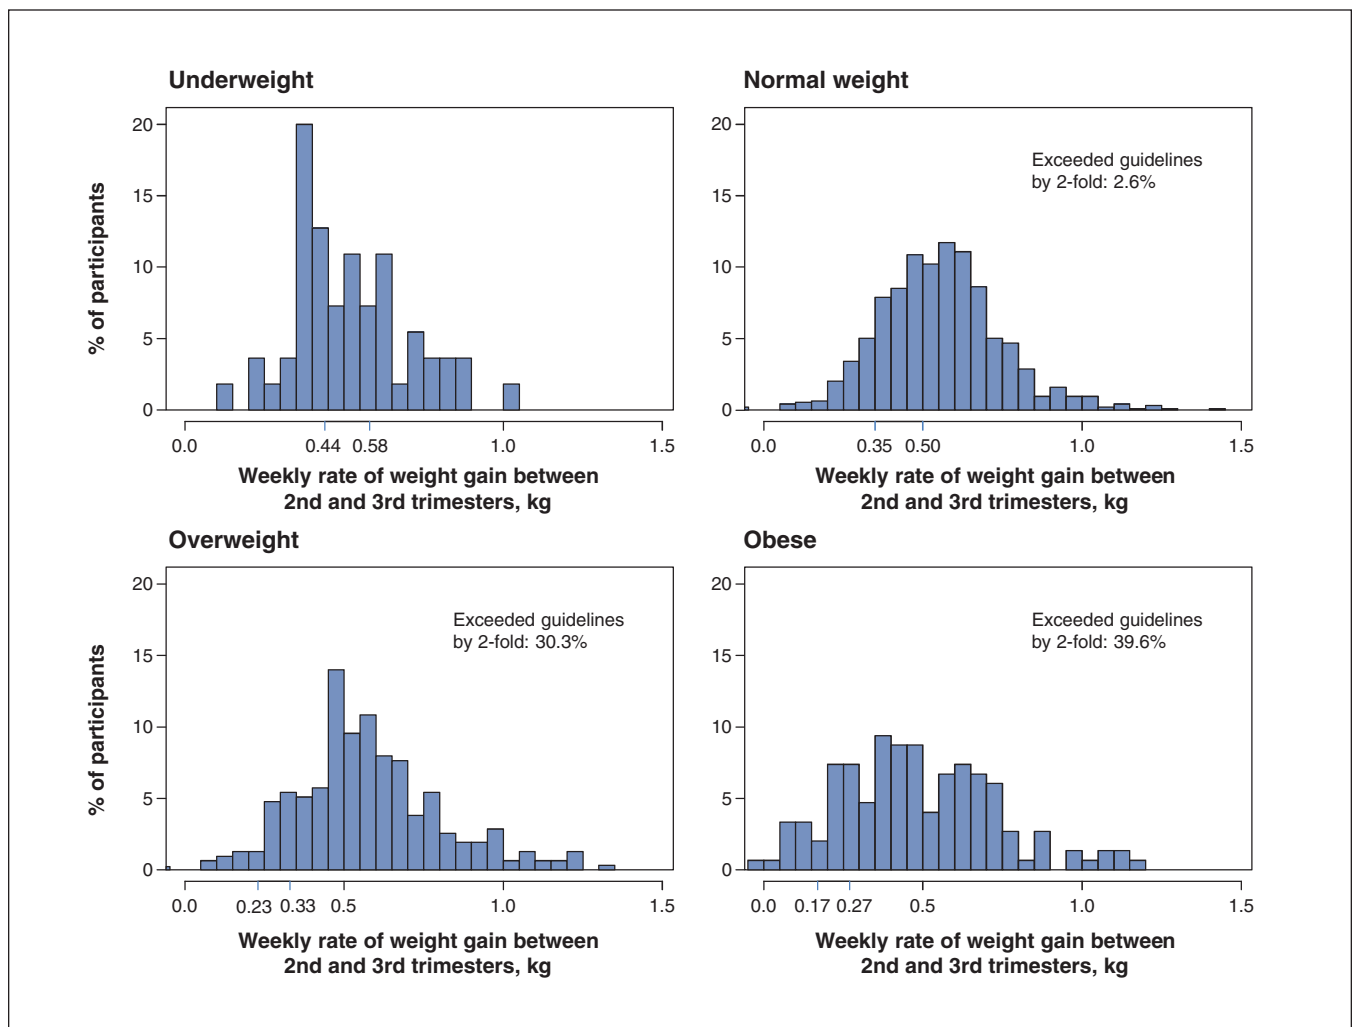 Underweight
% of participants
20
15
10
5
0
0.0 0.44 0.58 1.0 1.5
Weekly rate of weight gain between
2nd and 3rd trimesters, kg
Normal weight
20
15
10
5
0
Exceeded guidelines
by 2-fold: 2.6%
0.0 0.35 0.50 1.0 1.5
Weekly rate of weight gain between
2nd and 3rd trimesters, kg
Overweight
% of participants
20
15
10
5
0
Exceeded guidelines
by 2-fold: 30.3%
0.0 0.23 0.33 0.5 1.0 1.5
Weekly rate of weight gain between
2nd and 3rd trimesters, kg
Obese
20
15
10
5
0
Exceeded guidelines
by 2-fold: 39.6%
0.0 0.17 0.27 0.5 1.0 1.5
Weekly rate of weight gain between
2nd and 3rd trimesters, kg